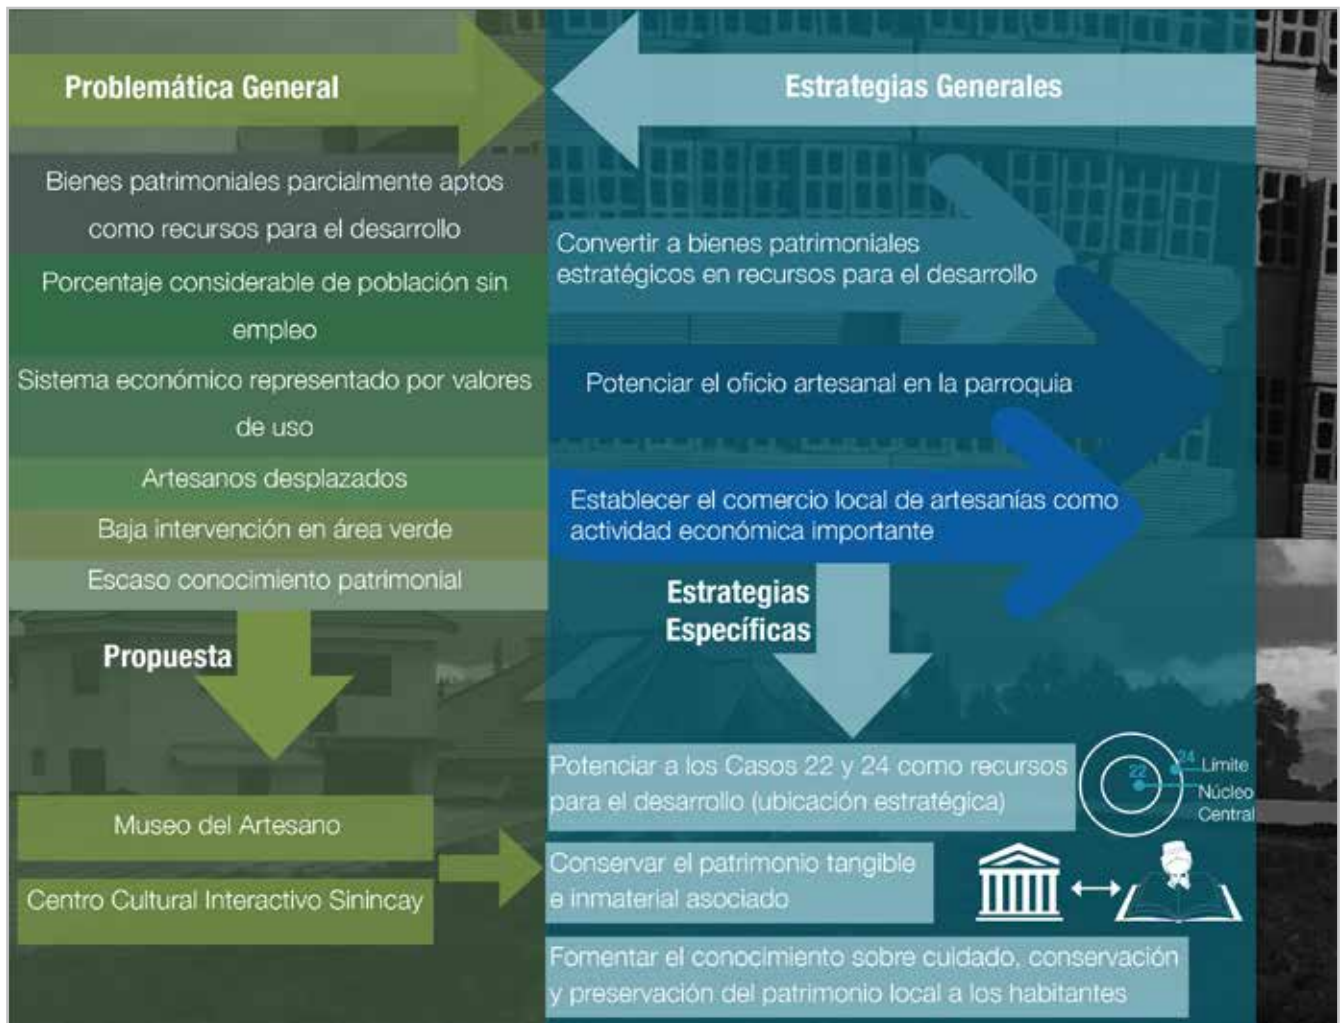 Problemática General
Bienes patrimoniales parcialmente aptos
como recursos para el desarrollo
Porcentaje considerable de población sin
empleo
Sistema económico representado por valores
de uso
Artesanos desplazados
Baja intervención en área verde
Escaso conocimiento patrimonial
Propuesta
Museo del Artesano
Centro Cultural Interactivo Sinincay
Estrategias Generales
Convertir a bienes patrimoniales
estratégicos en recursos para el desarrollo
Potenciar el oficio artesanal en la parroquia
Establecer el comercio local de artesanías como
actividad económica importante
Estrategias
Específicas
Potenciar a los Casos 22 y 24 como recursos
para el desarrollo (ubicación estratégica)
24 Límite
22 Núcleo
Central
Conservar el patrimonio tangible
e inmaterial asociado
Fomentar el conocimiento sobre cuidado, conservación
y preservación del patrimonio local a los habitantes